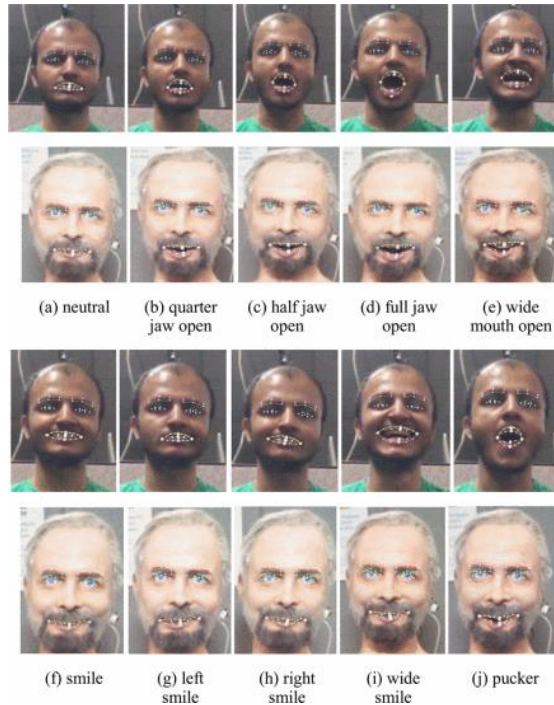 (a) neutral
(b) quarter
jaw open
(c) half jaw
open
(d) full jaw
open
(e) wide
mouth open
(f) smile
(g) left
smile
(h) right
smile
(i) wide
smile
(j) pucker